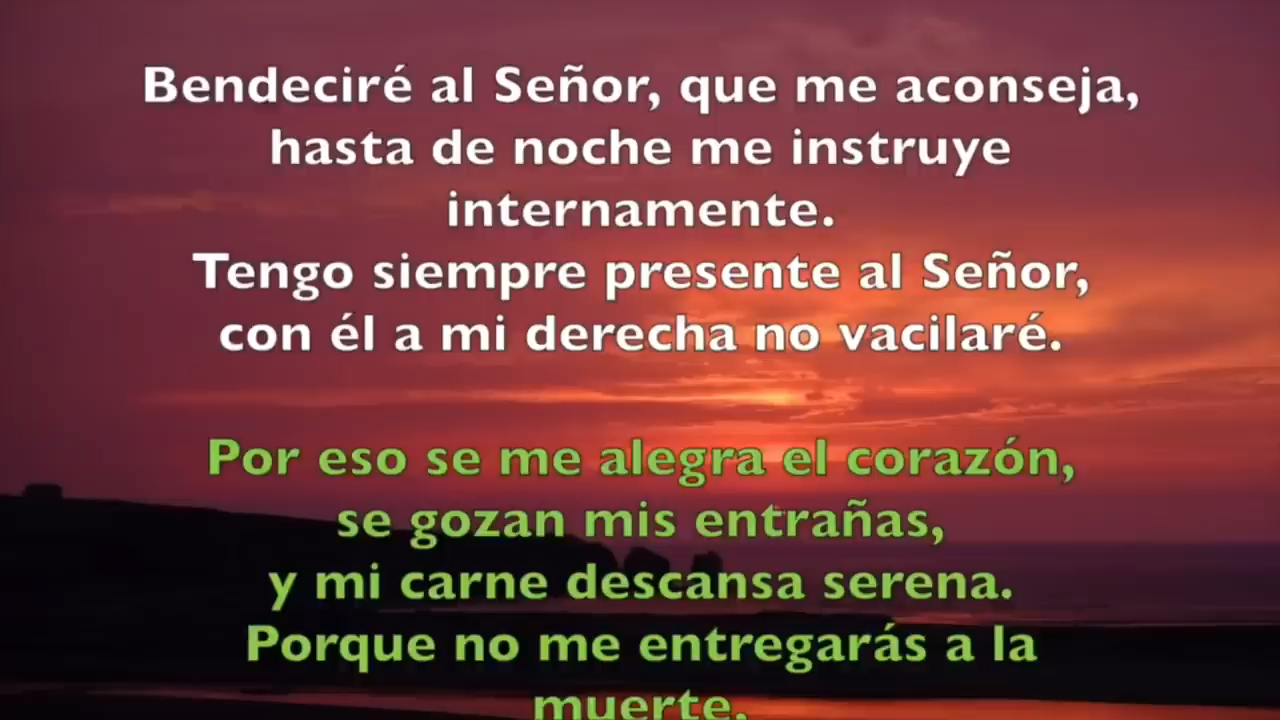 Bendeciré al Señor, que me aconseja,
hasta de noche me instruye
internamente.
Tengo siempre presente al Señor,
con él a mi derecha no vacilaré.
Por eso se me alegra el corazón,
se gozan mis entrañas,
y mi carne descansa serena.
Porque no me entregarás a la
muerte,